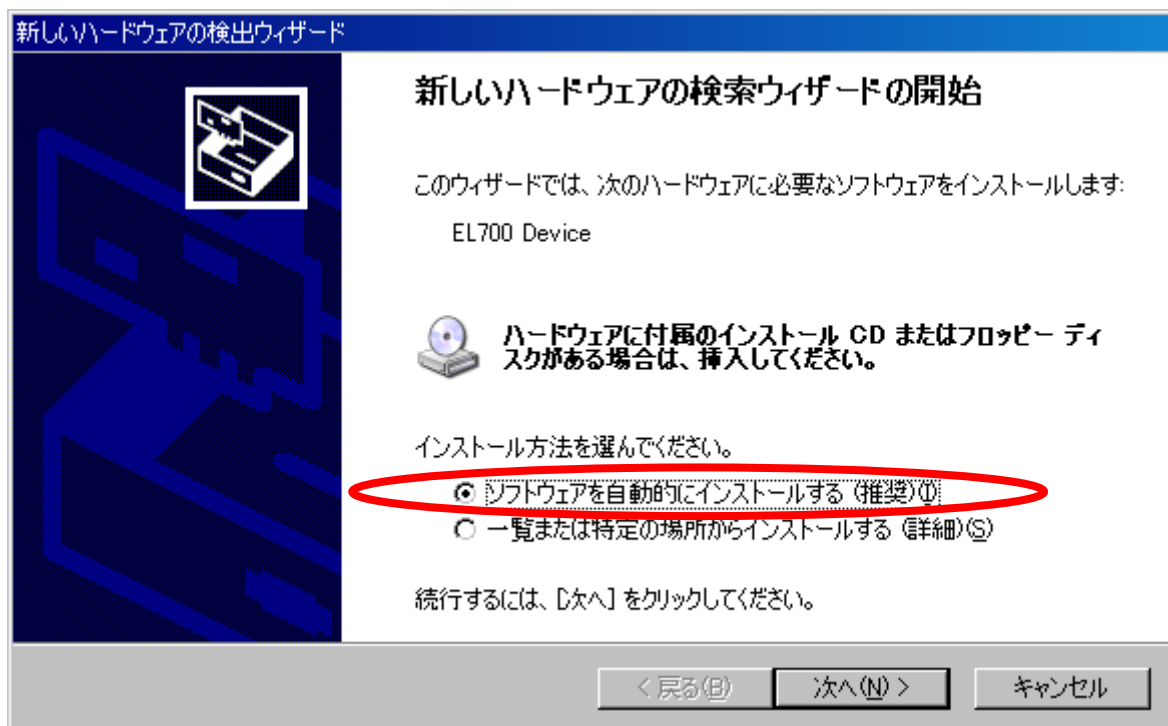 新しいハードウェアの検出ウィザード
新しいハードウェアの検索ウィザードの開始
このウィザードでは、次のハードウェアに必要なソフトウェアをインストールします:
EL700 Device
ハードウェアに付属のインストール CD またはフロッピー ディ
スクがある場合は、挿入してください。
インストール方法を選んでください。
ソフトウェアを自動的にインストールする (推奨)(I)
一覧または特定の場所からインストールする (詳細)(S)
続行するには、[次へ] をクリックしてください。
< 戻る(B) 次へ(N) > キャンセル